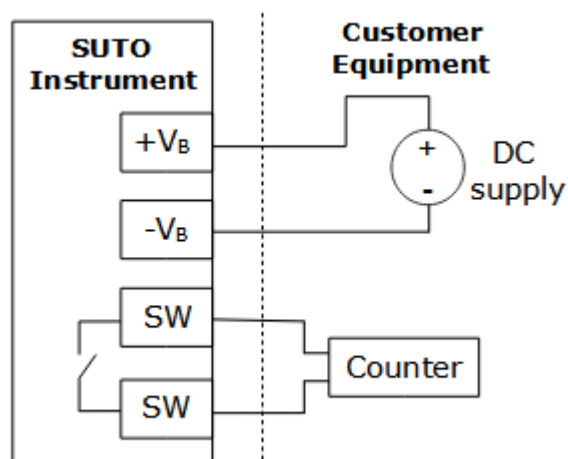 SUTO
Instrument
Customer
Equipment
+VB
+
-
DC
supply
-VB
SW
Counter
SW